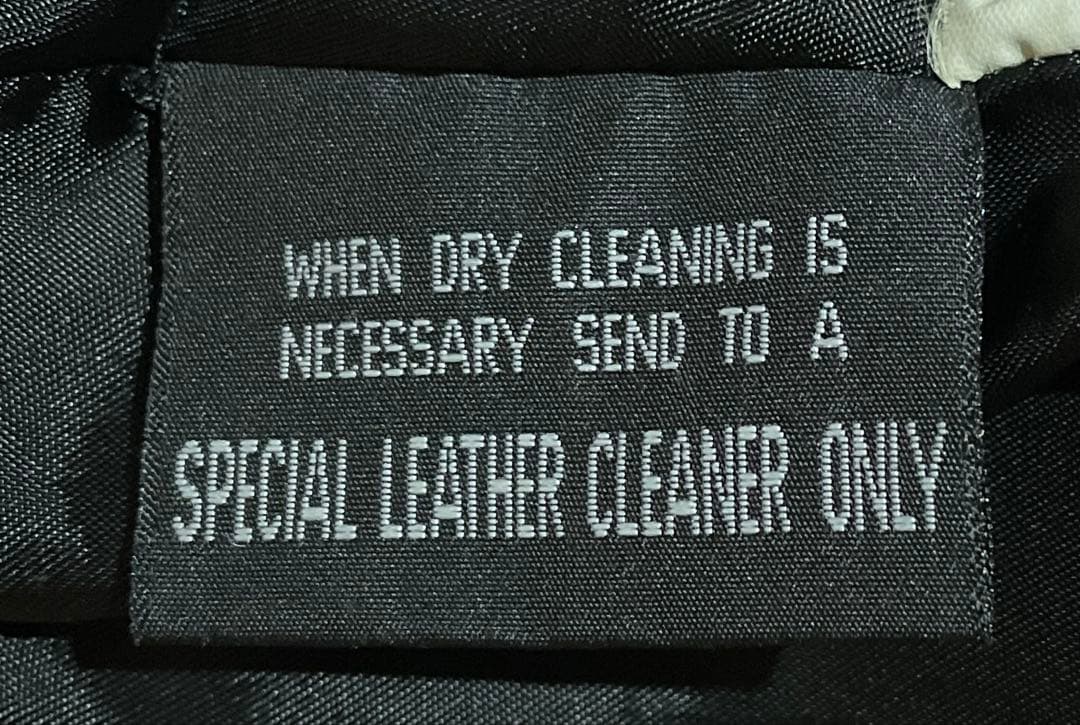 WHEN DRY CLEANING IS
NECESSARY SEND TO A
SPECIAL LEATHER CLEANER ONLY